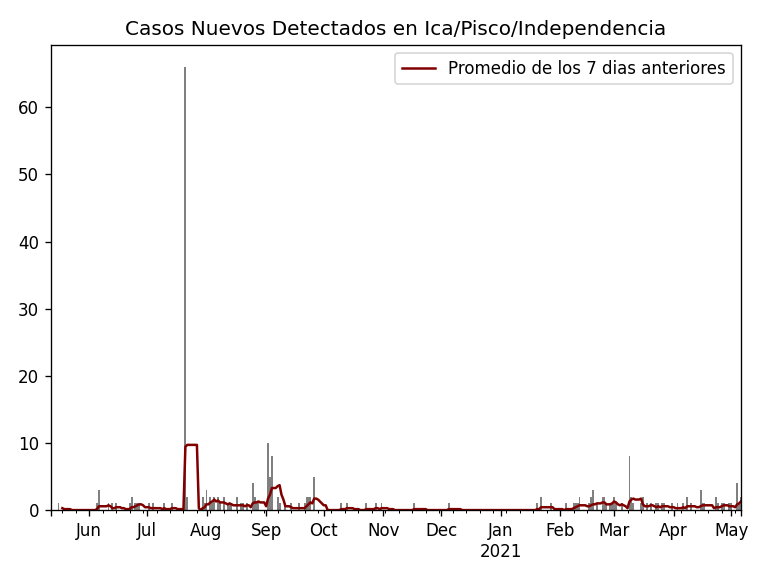 Casos Nuevos Detectados en Ica/Pisco/Independencia
Promedio de los 7 dias anteriores
60
50
40
30
20
10
0
Jun Jul Aug Sep Oct Nov Dec Jan Feb Mar Apr May
2021